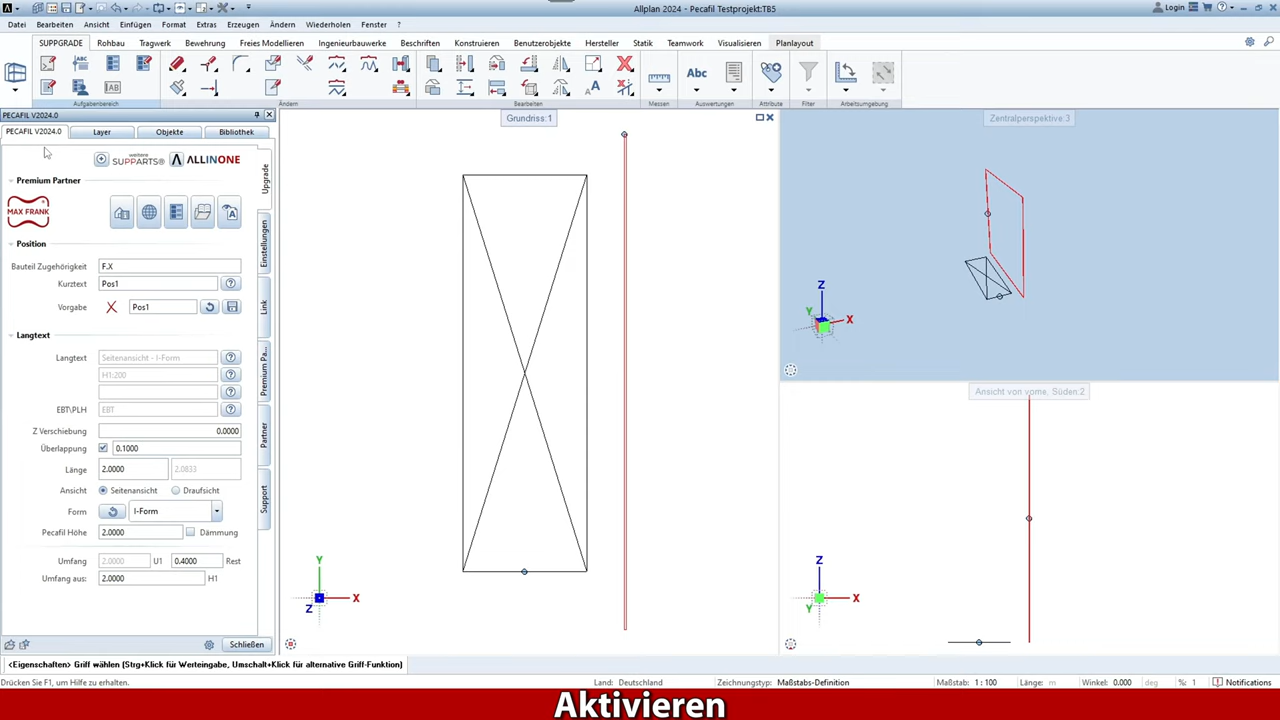 Allplan 2024 - Pecafil Testprojekt:TB5
Login
Datei Bearbeiten Ansicht Einfügen Format Extras Erzeugen Ändern Wiederholen Fenster ?
SUPPGRADE Rohbau Tragwerk Bewehrung Freies Modellieren Ingenieurbauwerke Beschriften Konstruieren Benutzerobjekte Hersteller Statik Teamwork Visualisieren Planlayout
Abc
Aufgabenbereich Ändern Bearbeiten Messen Auswertungen Attribute Filter Arbeitsumgebung
PECAFIL V2024.0
PECAFIL V2024.0 Layer Objekte Bibliothek
weitere
SUPPARTS® ALLINONE
Premium Partner
MAX FRANK
Position
Bauteil Zugehörigkeit F.X
Kurztext Pos1
Vorgabe Pos1
Langtext
Langtext Seitenansicht - I-Form
H1:200
EBT\PLH EBT
Z Verschiebung 0.0000
Überlappung 0.1000
Länge 2.0000 2.0833
Ansicht Seitenansicht Draufsicht
Form I-Form
Pecafil Höhe 2.0000 Dämmung
Umfang 2.0000 U1 0.4000 Rest
Umfang aus: 2.0000 H1
Schließen
Upgrade
Einstellungen
Link
Premium Pa...
Partner
Support
Grundriss:1
Y
Z X
Zentralperspektive:3
Z
Y X
Ansicht von vorne, Süden:2
Z
Y X
<Eigenschaften> Griff wählen (Strg+Klick für Werteingabe, Umschalt+Klick für alternative Griff-Funktion)
Drücken Sie F1, um Hilfe zu erhalten. Land: Deutschland Zeichnungstyp: Maßstabs-Definition Maßstab: 1 : 100 Länge: m Winkel: 0.000 deg %: 1 Notifications
Aktivieren